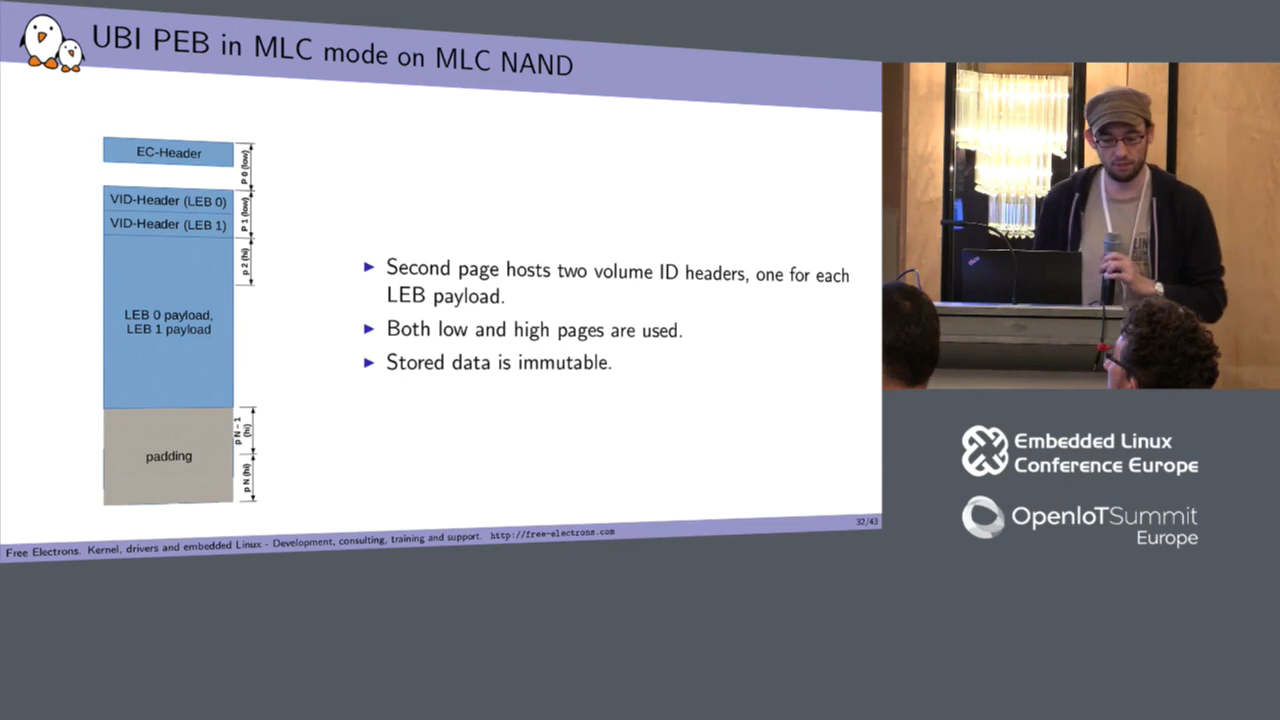 UBI PEB in MLC mode on MLC NAND
EC-Header
P 0 (low)
VID-Header (LEB 0)
VID-Header (LEB 1)
P 1 (low)
p 2 (hi)
LEB 0 payload,
LEB 1 payload
p N – 1
(hi)
padding
p N (hi)
▶ Second page hosts two volume ID headers, one for each
LEB payload.
▶ Both low and high pages are used.
▶ Stored data is immutable.
Free Electrons. Kernel, drivers and embedded Linux - Development, consulting, training and support. http://free-electrons.com
32/43
Embedded Linux
Conference Europe
OpenIoTSummit
Europe